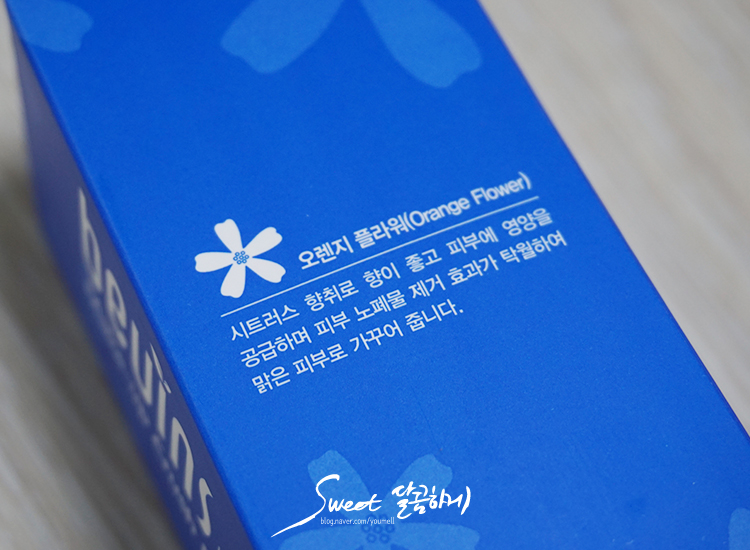 오렌지 플라워(Orange Flower)
시트러스 향취로 향이 좋고 피부에 영양을
공급하며 피부 노폐물 제거 효과가 탁월하여
맑은 피부로 가꾸어 줍니다.
beuins
Sweet 달콤하게
blog.naver.com/youmell